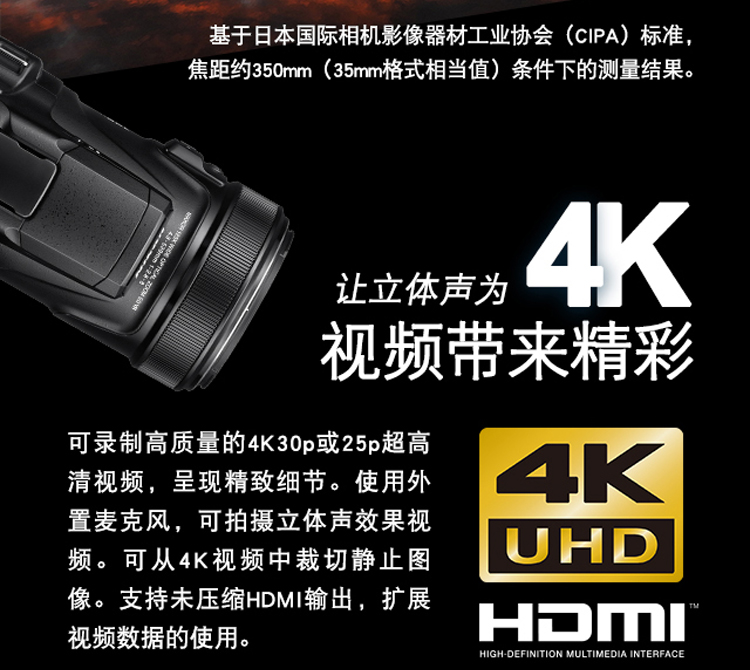 基于日本国际相机影像器材工业协会（CIPA）标准，
焦距约350mm（35mm格式相当值）条件下的测量结果。
让立体声为 4K
视频带来精彩
可录制高质量的4K30p或25p超高
清视频，呈现精致细节。使用外
置麦克风，可拍摄立体声效果视
频。可从4K视频中裁切静止图
像。支持未压缩HDMI输出，扩展
视频数据的使用。
4K
UHD
HDMI™
HIGH-DEFINITION MULTIMEDIA INTERFACE